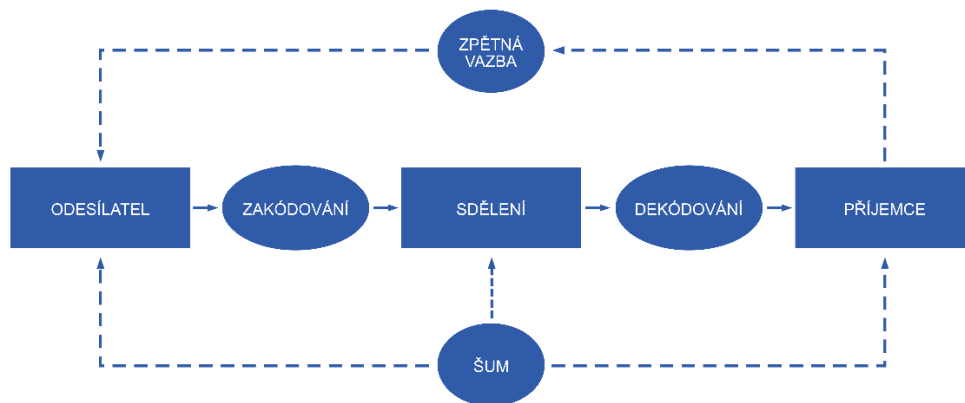 ZPĚTNÁ
VAZBA
ODESÍLATEL
ZAKÓDOVÁNÍ
SDĚLENÍ
DEKÓDOVÁNÍ
PŘÍJEMCE
ŠUM